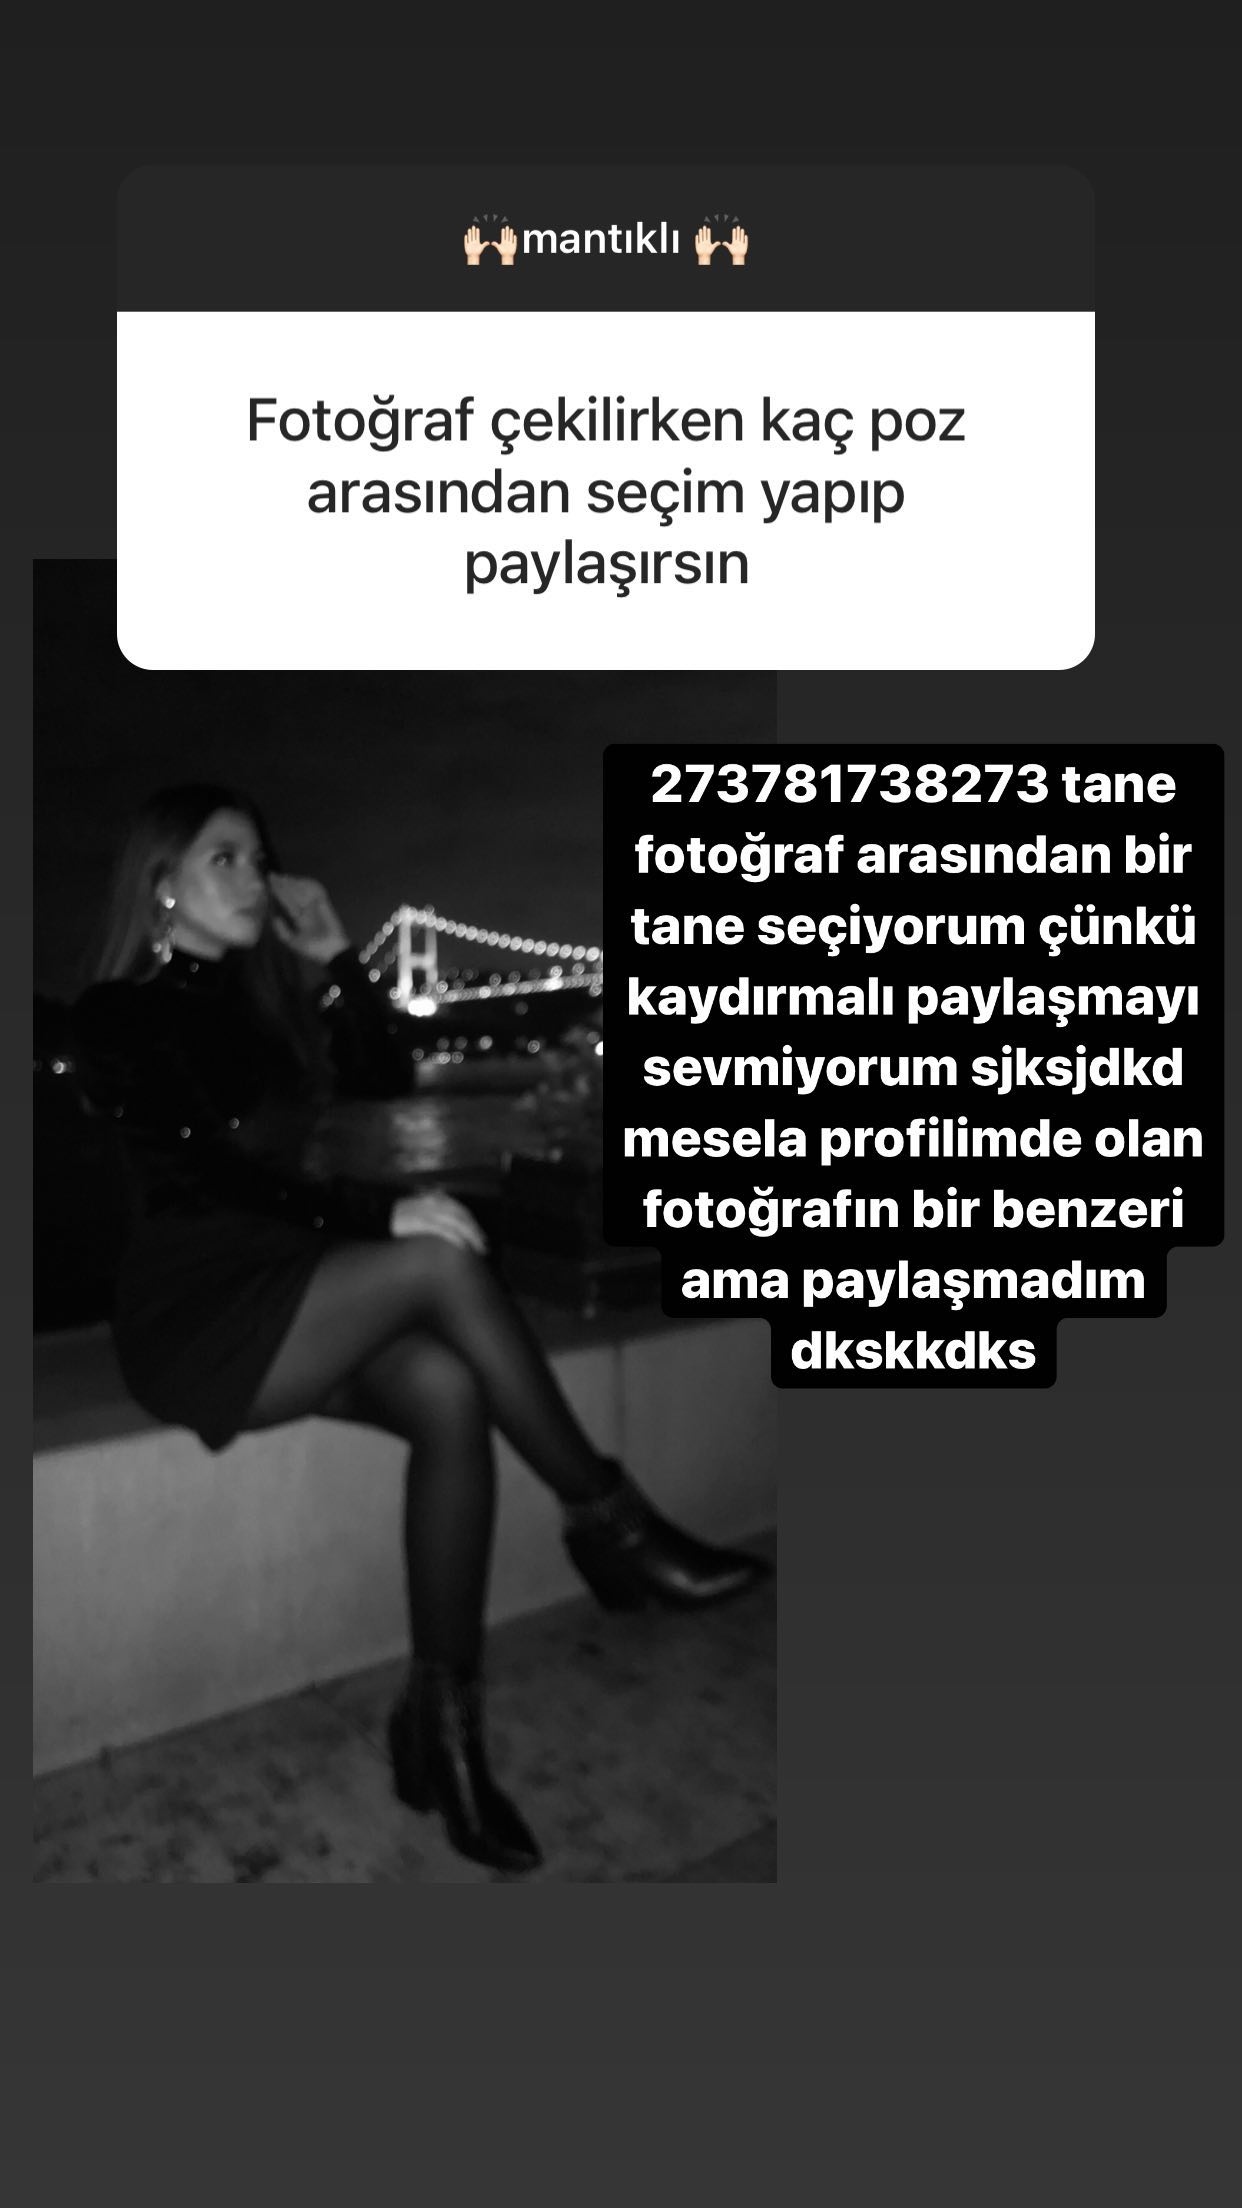 🙌🏻mantıklı 🙌🏻
Fotoğraf çekilirken kaç poz
arasından seçim yapıp
paylaşırsın
273781738273 tane
fotoğraf arasından bir
tane seçiyorum çünkü
kaydırmalı paylaşmayı
sevmiyorum sjksjdkd
mesela profilimde olan
fotoğrafın bir benzeri
ama paylaşmadım
dkskkdks